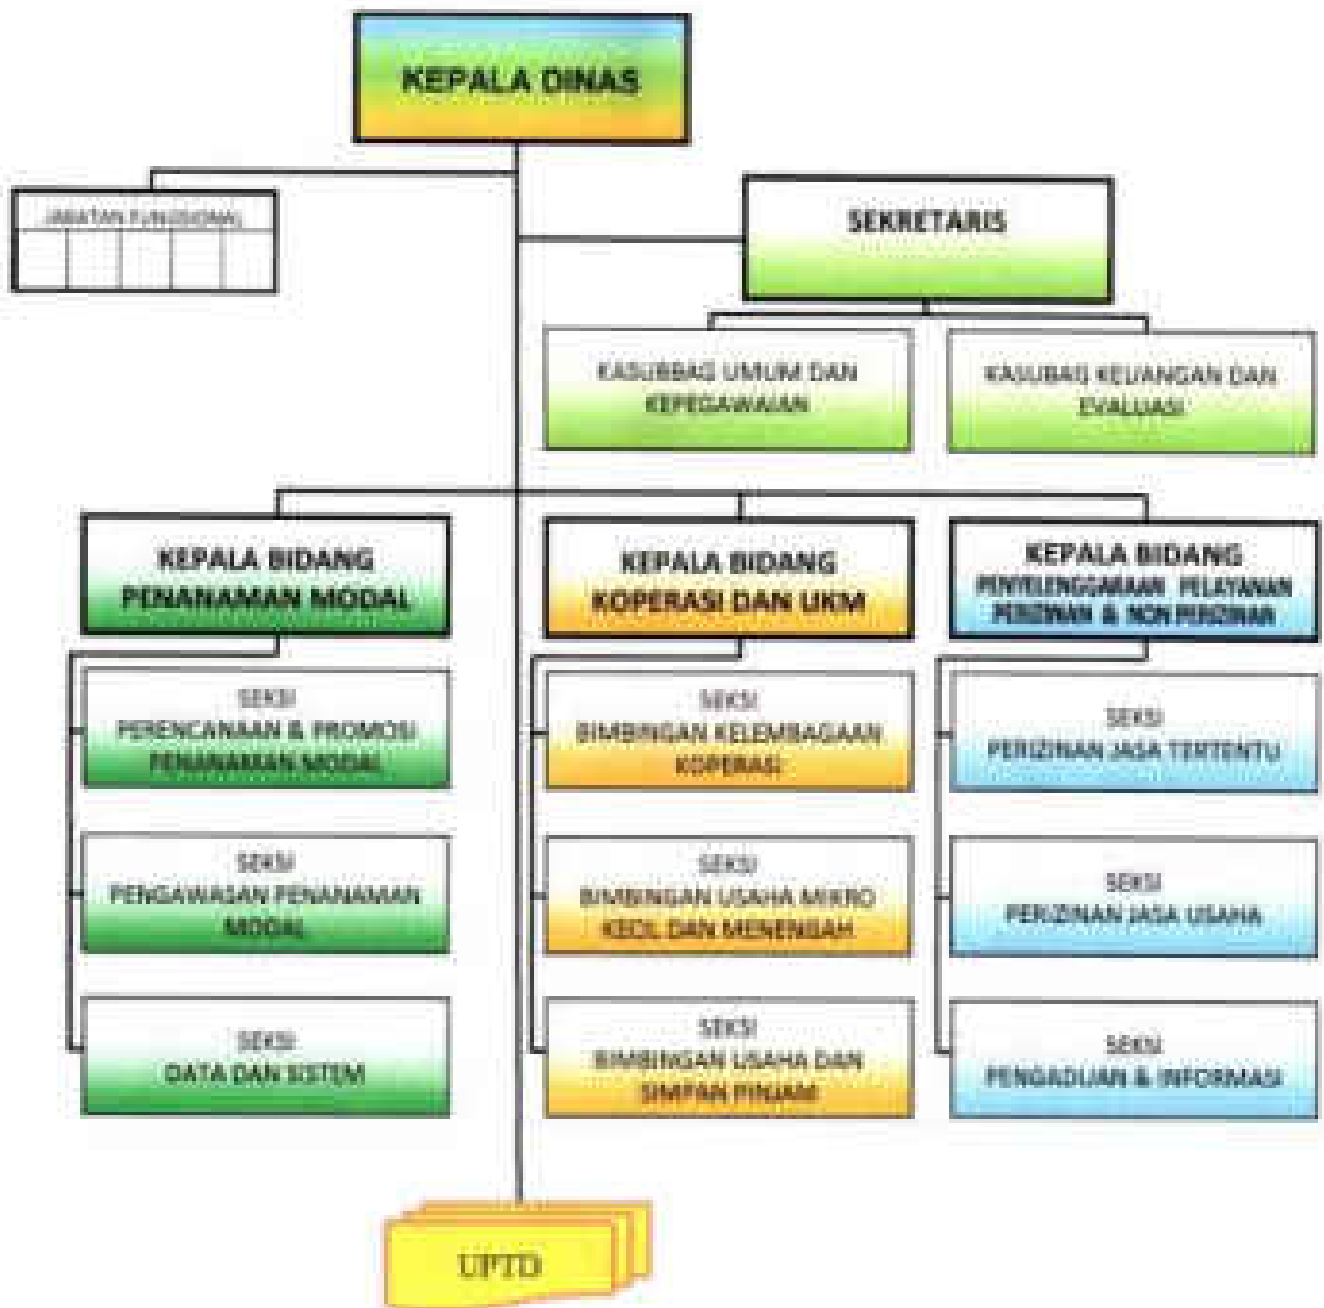 KEPALA DINAS
JABATAN FUNGSIONAL
SEKRETARIS
KASUBBAG UMUM DAN
KEPEGAWAIAN
KASUBAG KEUANGAN DAN
EVALUASI
KEPALA BIDANG
PENANAMAN MODAL
KEPALA BIDANG
KOPERASI DAN UKM
KEPALA BIDANG
PENYELENGGARAAN PELAYANAN
PERIZINAN & NON PERIZINAN
SEKSI
PERENCANAAN & PROMOSI
PENANAMAN MODAL
SEKSI
BIMBINGAN KELEMBAGAAN
KOPERASI
SEKSI
PERIZINAN JASA TERTENTU
SEKSI
PENGAWASAN PENANAMAN
MODAL
SEKSI
BIMBINGAN USAHA MIKRO
KECIL DAN MENENGAH
SEKSI
PERIZINAN JASA USAHA
SEKSI
DATA DAN SISTEM
SEKSI
BIMBINGAN USAHA DAN
SIMPAN PINJAM
SEKSI
PENGADUAN & INFORMASI
UPTD